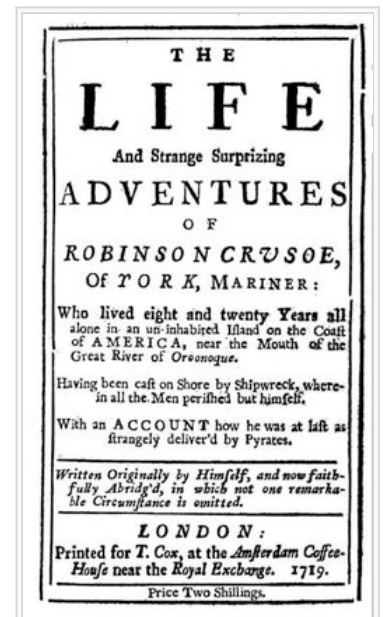 THE
LIFE
And Strange Surprizing
ADVENTURES
OF
ROBINSON CRVSOE,
Of YORK, MARINER:
Who lived eight and twenty Years all
alone in an un-inhabited Iſland on the Coaſt
of AMERICA, near the Mouth of the
Great River of Oroonoque.
Having been caſt on Shore by Shipwreck, where-
in all the Men periſhed but himſelf.
With an ACCOUNT how he was at laſt as
ſtrangely deliver'd by Pyrates.
Written Originally by Himſelf, and now faith-
fully Abridg'd, in which not one remarka-
ble Circumſtance is omitted.
LONDON:
Printed for T. Cox, at the Amſterdam Coffee-
Houſe near the Royal Exchange. 1719.
Price Two Shillings.